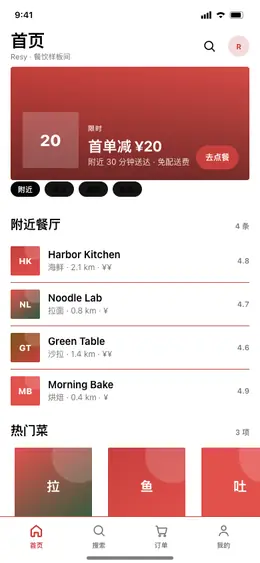 9:41
首页
Resy · 餐饮样板间
R
20
限时
首单减 ¥20
附近 30 分钟送达 · 免配送费
去点餐
附近
附近餐厅
4 条
HK
Harbor Kitchen
海鲜 · 2.1 km · ¥¥
4.8
NL
Noodle Lab
拉面 · 0.8 km · ¥
4.7
GT
Green Table
沙拉 · 1.4 km · ¥¥
4.6
MB
Morning Bake
烘焙 · 0.4 km · ¥
4.9
热门菜
3 项
拉
鱼
吐
首页
搜索
订单
我的